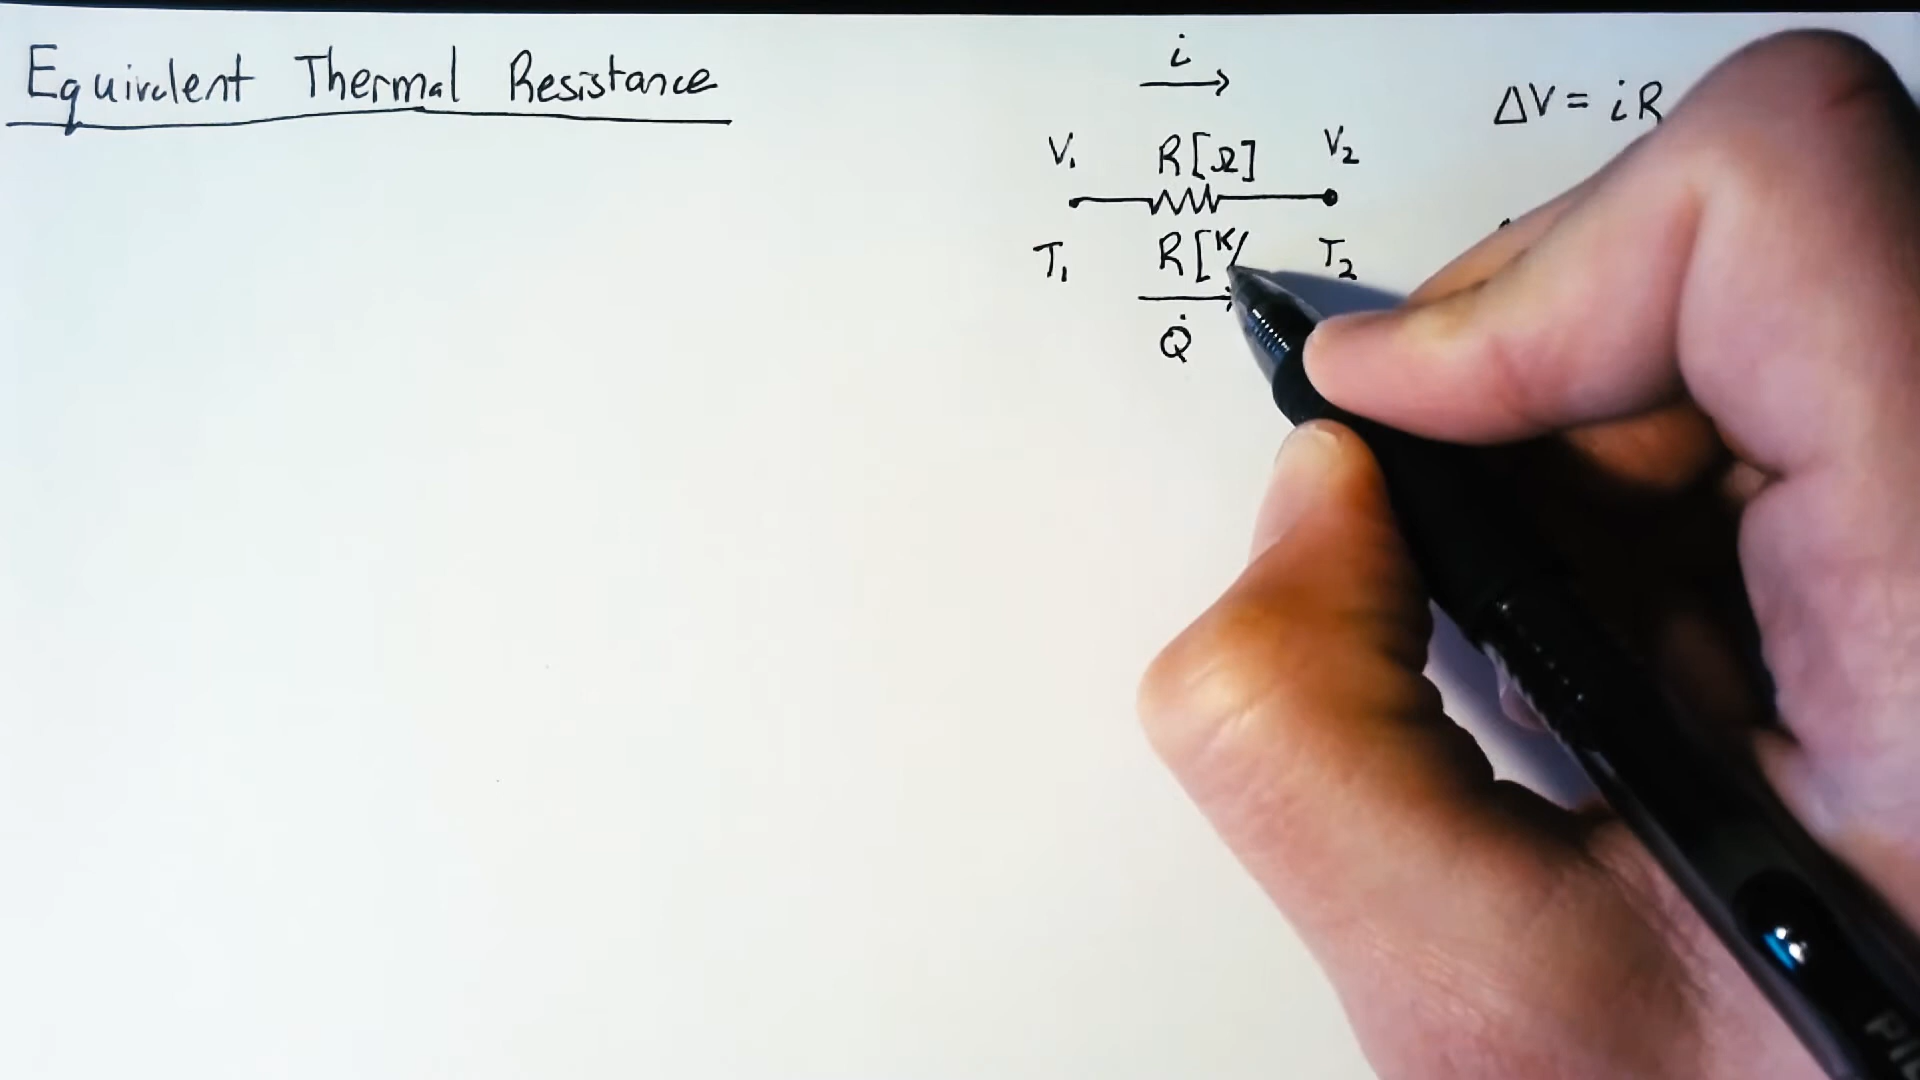 Equivalent Thermal Resistance
i
ΔV = iR
V₁ R[Ω] V₂
T₁ R[K/ T₂
Q̇